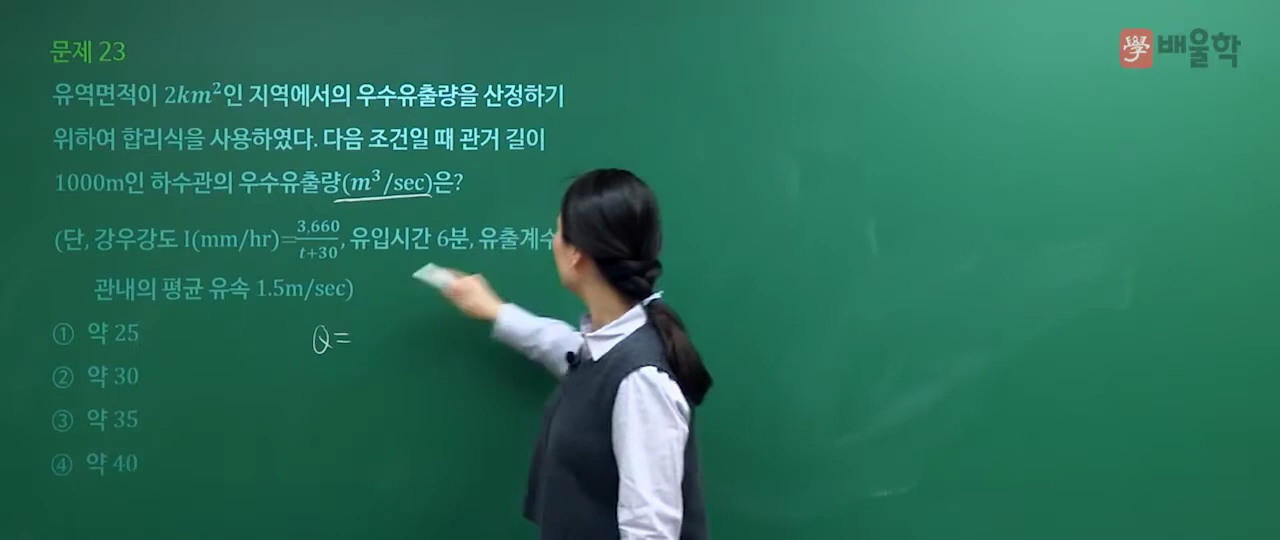 문제 23
學 배울학
유역면적이 2km²인 지역에서의 우수유출량을 산정하기
위하여 합리식을 사용하였다. 다음 조건일 때 관거 길이
1000m인 하수관의 우수유출량(m³/sec)은?
(단, 강우강도 I(mm/hr)=3,660/t+30, 유입시간 6분, 유출계수
관내의 평균 유속 1.5m/sec)
① 약 25
Q=
② 약 30
③ 약 35
④ 약 40